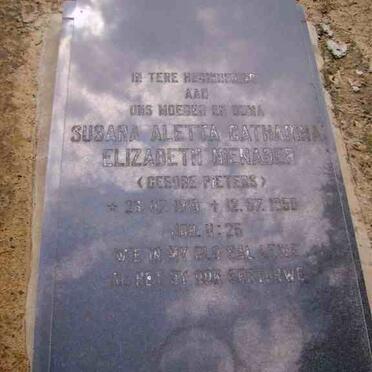 IN TERE HERINNERING
AAN
ONS MOEDER EN OUMA
SUSARA ALETTA CATHARINA
ELIZABETH NIENABER
(GEBORE PIETERS)
JOH. 11:25
WIE IN MY GLO SAL LEWE
AL HET HY OOK GESTERWE